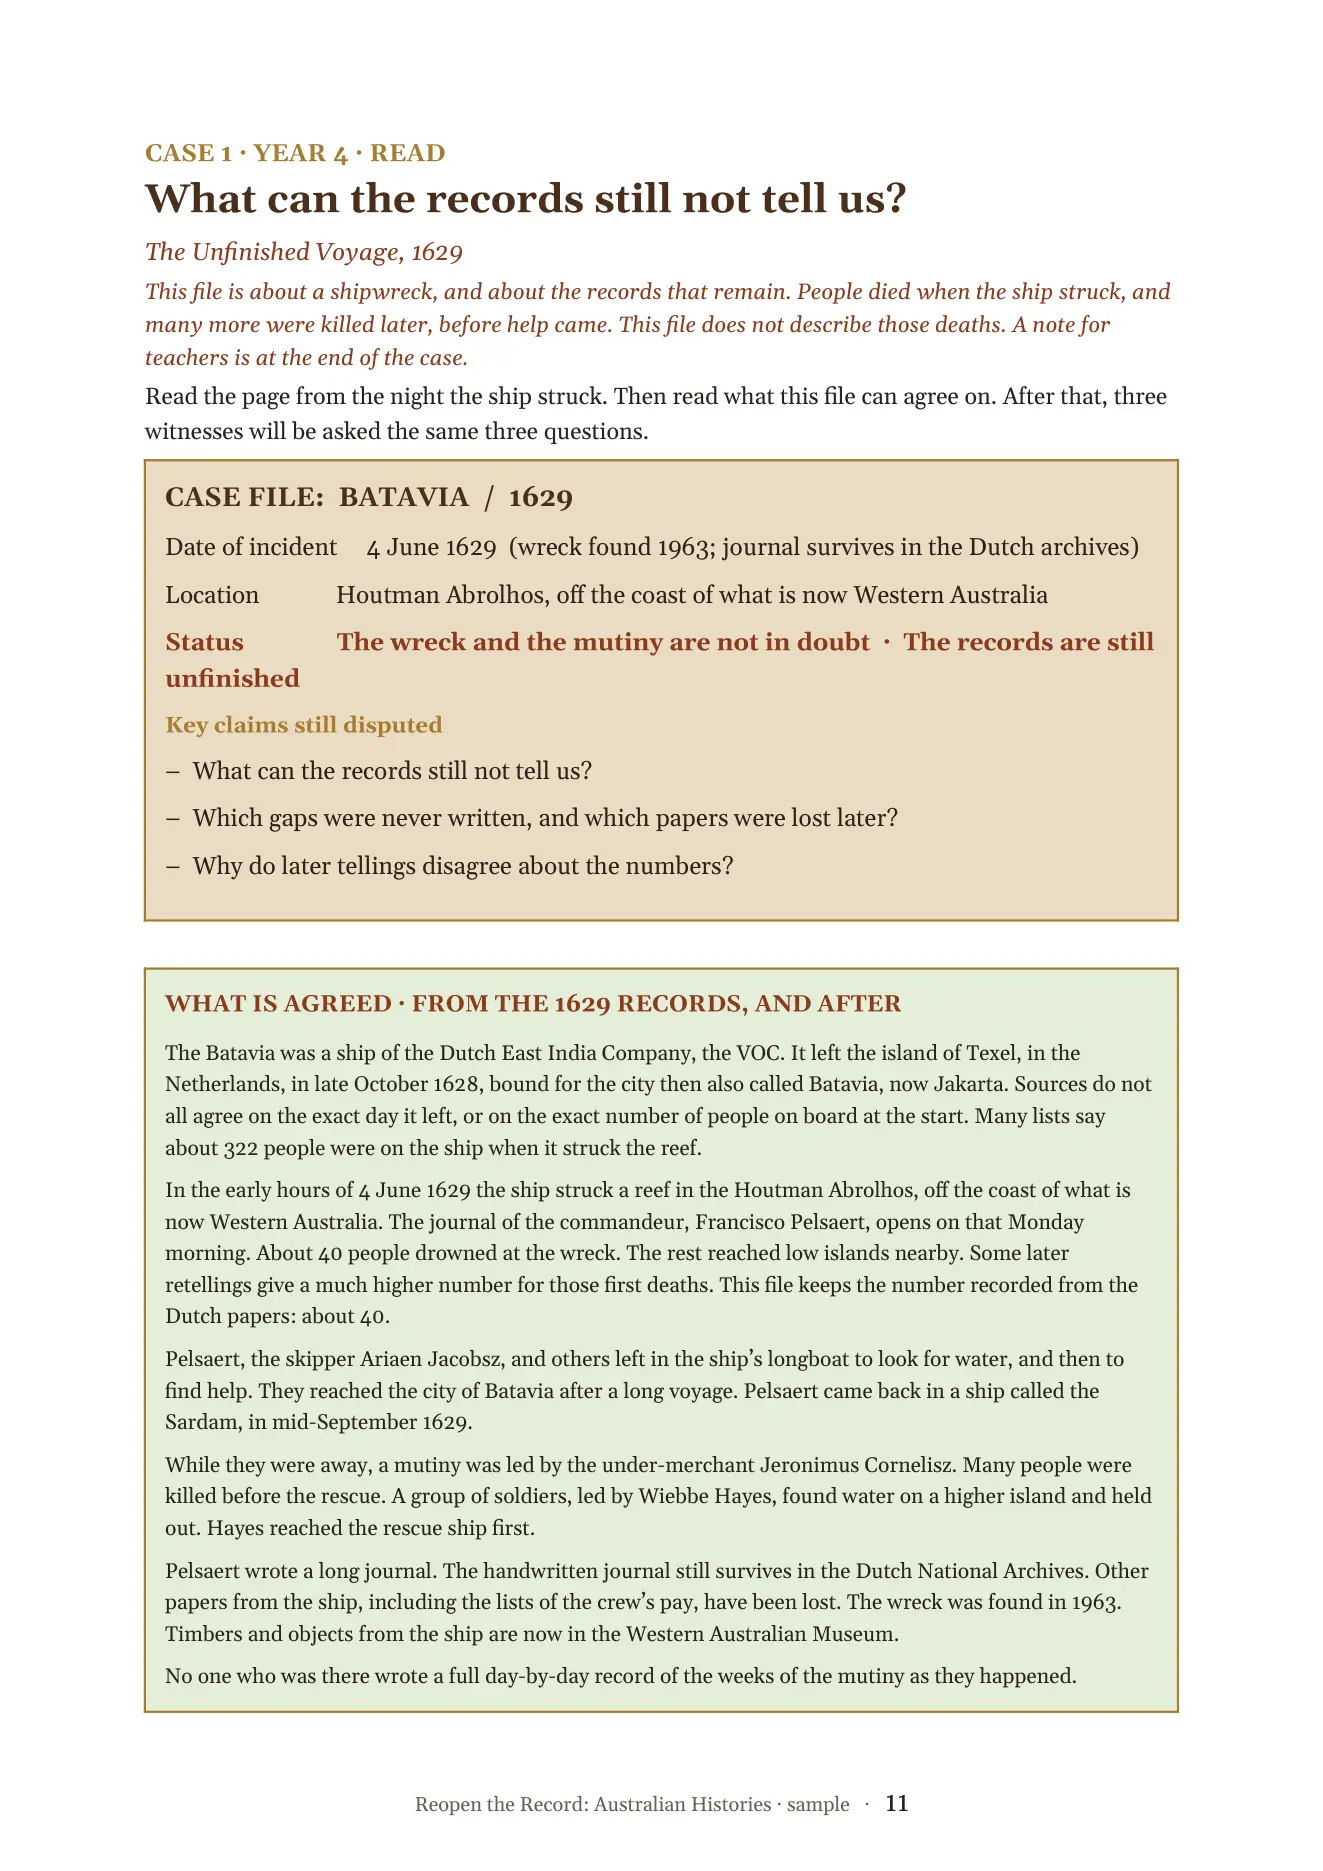 CASE 1 · YEAR 4 · READ
What can the records still not tell us?
The Unfinished Voyage, 1629
This file is about a shipwreck, and about the records that remain. People died when the ship struck, and
many more were killed later, before help came. This file does not describe those deaths. A note for
teachers is at the end of the case.
Read the page from the night the ship struck. Then read what this file can agree on. After that, three
witnesses will be asked the same three questions.
CASE FILE: BATAVIA / 1629
Date of incident 4 June 1629 (wreck found 1963; journal survives in the Dutch archives)
Location Houtman Abrolhos, off the coast of what is now Western Australia
Status The wreck and the mutiny are not in doubt · The records are still
unfinished
Key claims still disputed
– What can the records still not tell us?
– Which gaps were never written, and which papers were lost later?
– Why do later tellings disagree about the numbers?
WHAT IS AGREED · FROM THE 1629 RECORDS, AND AFTER
The Batavia was a ship of the Dutch East India Company, the VOC. It left the island of Texel, in the
Netherlands, in late October 1628, bound for the city then also called Batavia, now Jakarta. Sources do not
all agree on the exact day it left, or on the exact number of people on board at the start. Many lists say
about 322 people were on the ship when it struck the reef.
In the early hours of 4 June 1629 the ship struck a reef in the Houtman Abrolhos, off the coast of what is
now Western Australia. The journal of the commandeur, Francisco Pelsaert, opens on that Monday
morning. About 40 people drowned at the wreck. The rest reached low islands nearby. Some later
retellings give a much higher number for those first deaths. This file keeps the number recorded from the
Dutch papers: about 40.
Pelsaert, the skipper Ariaen Jacobsz, and others left in the ship’s longboat to look for water, and then to
find help. They reached the city of Batavia after a long voyage. Pelsaert came back in a ship called the
Sardam, in mid-September 1629.
While they were away, a mutiny was led by the under-merchant Jeronimus Cornelisz. Many people were
killed before the rescue. A group of soldiers, led by Wiebbe Hayes, found water on a higher island and held
out. Hayes reached the rescue ship first.
Pelsaert wrote a long journal. The handwritten journal still survives in the Dutch National Archives. Other
papers from the ship, including the lists of the crew’s pay, have been lost. The wreck was found in 1963.
Timbers and objects from the ship are now in the Western Australian Museum.
No one who was there wrote a full day-by-day record of the weeks of the mutiny as they happened.
Reopen the Record: Australian Histories · sample · 11